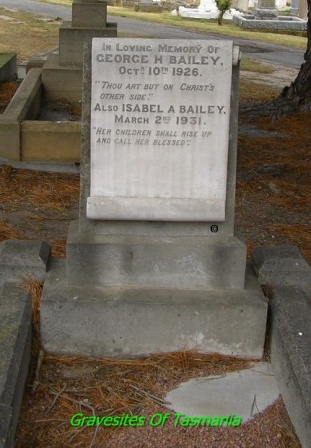 In Loving Memory Of
GEORGE H. BAILEY,
Octr. 10th 1926.
"Thou art but on Christ's
other side."
Also ISABEL A BAILEY,
March 2nd 1931.
"Her children shall rise up
and call her blessed".
Gravesites Of Tasmania